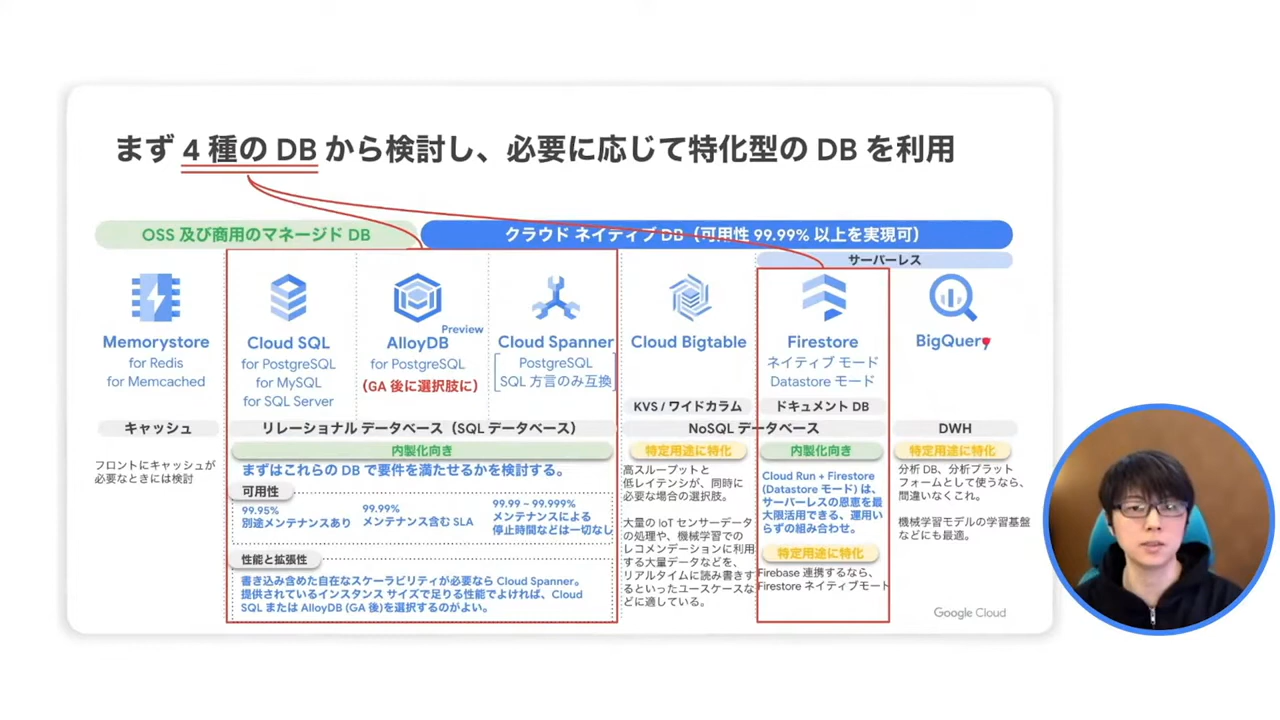 まず 4 種の DB から検討し、必要に応じて特化型の DB を利用
OSS 及び商用のマネージド DB
クラウド ネイティブ DB（可用性 99.99% 以上を実現可）
サーバーレス
Memorystore
for Redis
for Memcached
キャッシュ
フロントにキャッシュが
必要なときには検討
Cloud SQL
for PostgreSQL
for MySQL
for SQL Server
Preview
AlloyDB
for PostgreSQL
（GA 後に選択肢に）
Cloud Spanner
PostgreSQL
SQL 方言のみ互換
リレーショナル データベース（SQL データベース）
内製化向き
まずはこれらの DB で要件を満たせるかを検討する。
可用性
99.95%
別途メンテナンスあり
99.99%
メンテナンス含む SLA
99.99 – 99.999%
メンテナンスによる
停止時間などは一切なし
性能と拡張性
書き込み含めた自在なスケーラビリティが必要なら Cloud Spanner。
提供されているインスタンス サイズで足りる性能でよければ、Cloud
SQL または AlloyDB (GA 後)を選択するのがよい。
Cloud Bigtable
KVS / ワイドカラム
NoSQL データベース
特定用途に特化
高スループットと
低レイテンシが、同時に
必要な場合の選択肢。
大量の IoT センサーデータ
の処理や、機械学習での
レコメンデーションに利用
する大量データなどを、
リアルタイムに読み書きす
るといったユースケースな
どに適している。
Firestore
ネイティブ モード
Datastore モード
ドキュメント DB
内製化向き
Cloud Run + Firestore
(Datastore モード) は、
サーバーレスの恩恵を最
大限活用できる、運用い
らずの組み合わせ。
特定用途に特化
Firebase 連携するなら、
Firestore ネイティブモード
BigQuery
DWH
特定用途に特化
分析 DB、分析プラット
フォームとして使うなら、
間違いなくこれ。
機械学習モデルの学習基盤
などにも最適。
Google Cloud